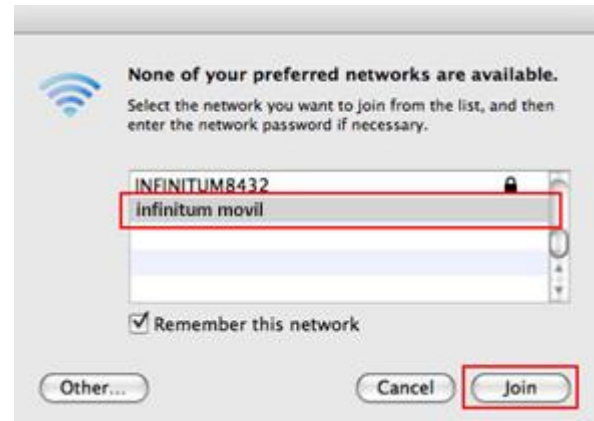 None of your preferred networks are available.
Select the network you want to join from the list, and then
enter the network password if necessary.
INFINITUM8432
infinitum movil
Remember this network
Other...
Cancel
Join